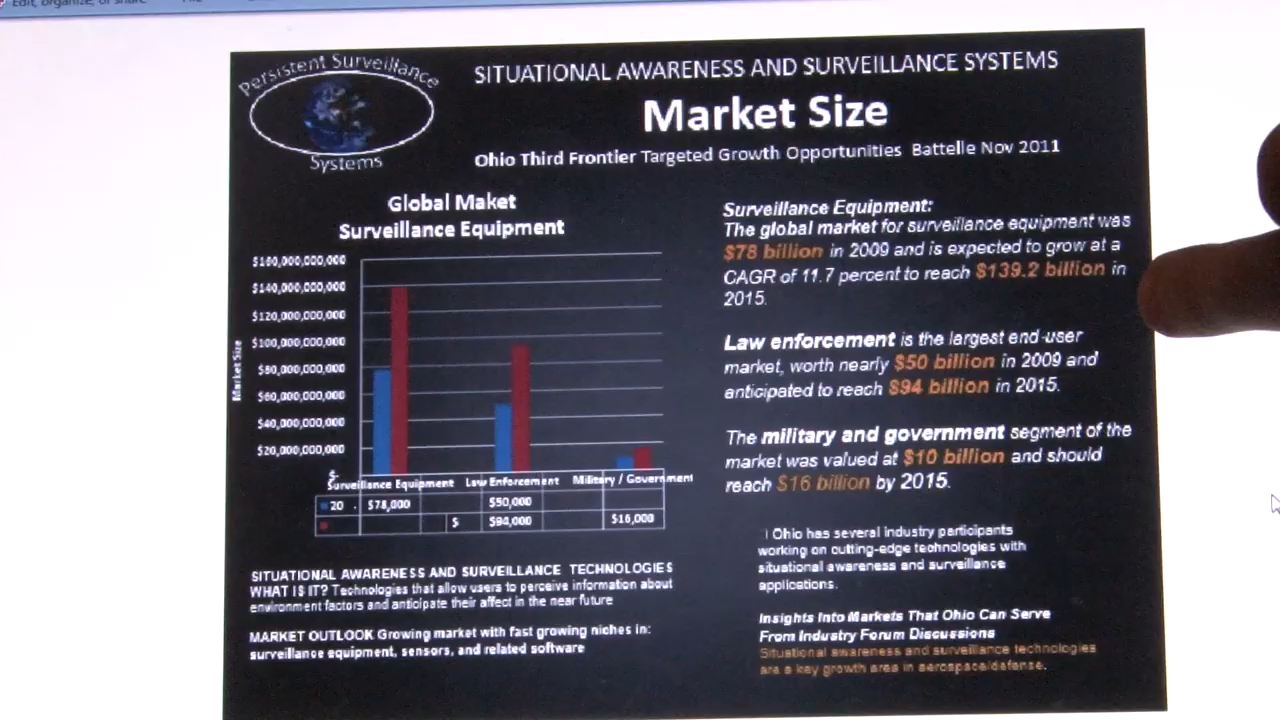 Edit, organize, or share
Persistent Surveillance
Systems
SITUATIONAL AWARENESS AND SURVEILLANCE SYSTEMS
Market Size
Ohio Third Frontier Targeted Growth Opportunities Battelle Nov 2011
Global Maket
Surveillance Equipment
Market Size
$160,000,000,000
$140,000,000,000
$120,000,000,000
$100,000,000,000
$80,000,000,000
$60,000,000,000
$40,000,000,000
$20,000,000,000
$-
Surveillance Equipment Law Enforcement Military / Government
20 $78,000 $50,000
$ $94,000 $16,000
SITUATIONAL AWARENESS AND SURVEILLANCE TECHNOLOGIES
WHAT IS IT? Technologies that allow users to perceive information about
environment factors and anticipate their affect in the near future
MARKET OUTLOOK Growing market with fast growing niches in:
surveillance equipment, sensors, and related software
Surveillance Equipment:
The global market for surveillance equipment was
$78 billion in 2009 and is expected to grow at a
CAGR of 11.7 percent to reach $139.2 billion in
2015.
Law enforcement is the largest end-user
market, worth nearly $50 billion in 2009 and
anticipated to reach $94 billion in 2015.
The military and government segment of the
market was valued at $10 billion and should
reach $16 billion by 2015.
Ohio has several industry participants
working on cutting-edge technologies with
situational awareness and surveillance
applications.
Insights Into Markets That Ohio Can Serve
From Industry Forum Discussions
Situational awareness and surveillance technologies
are a key growth area in aerospace/defense.